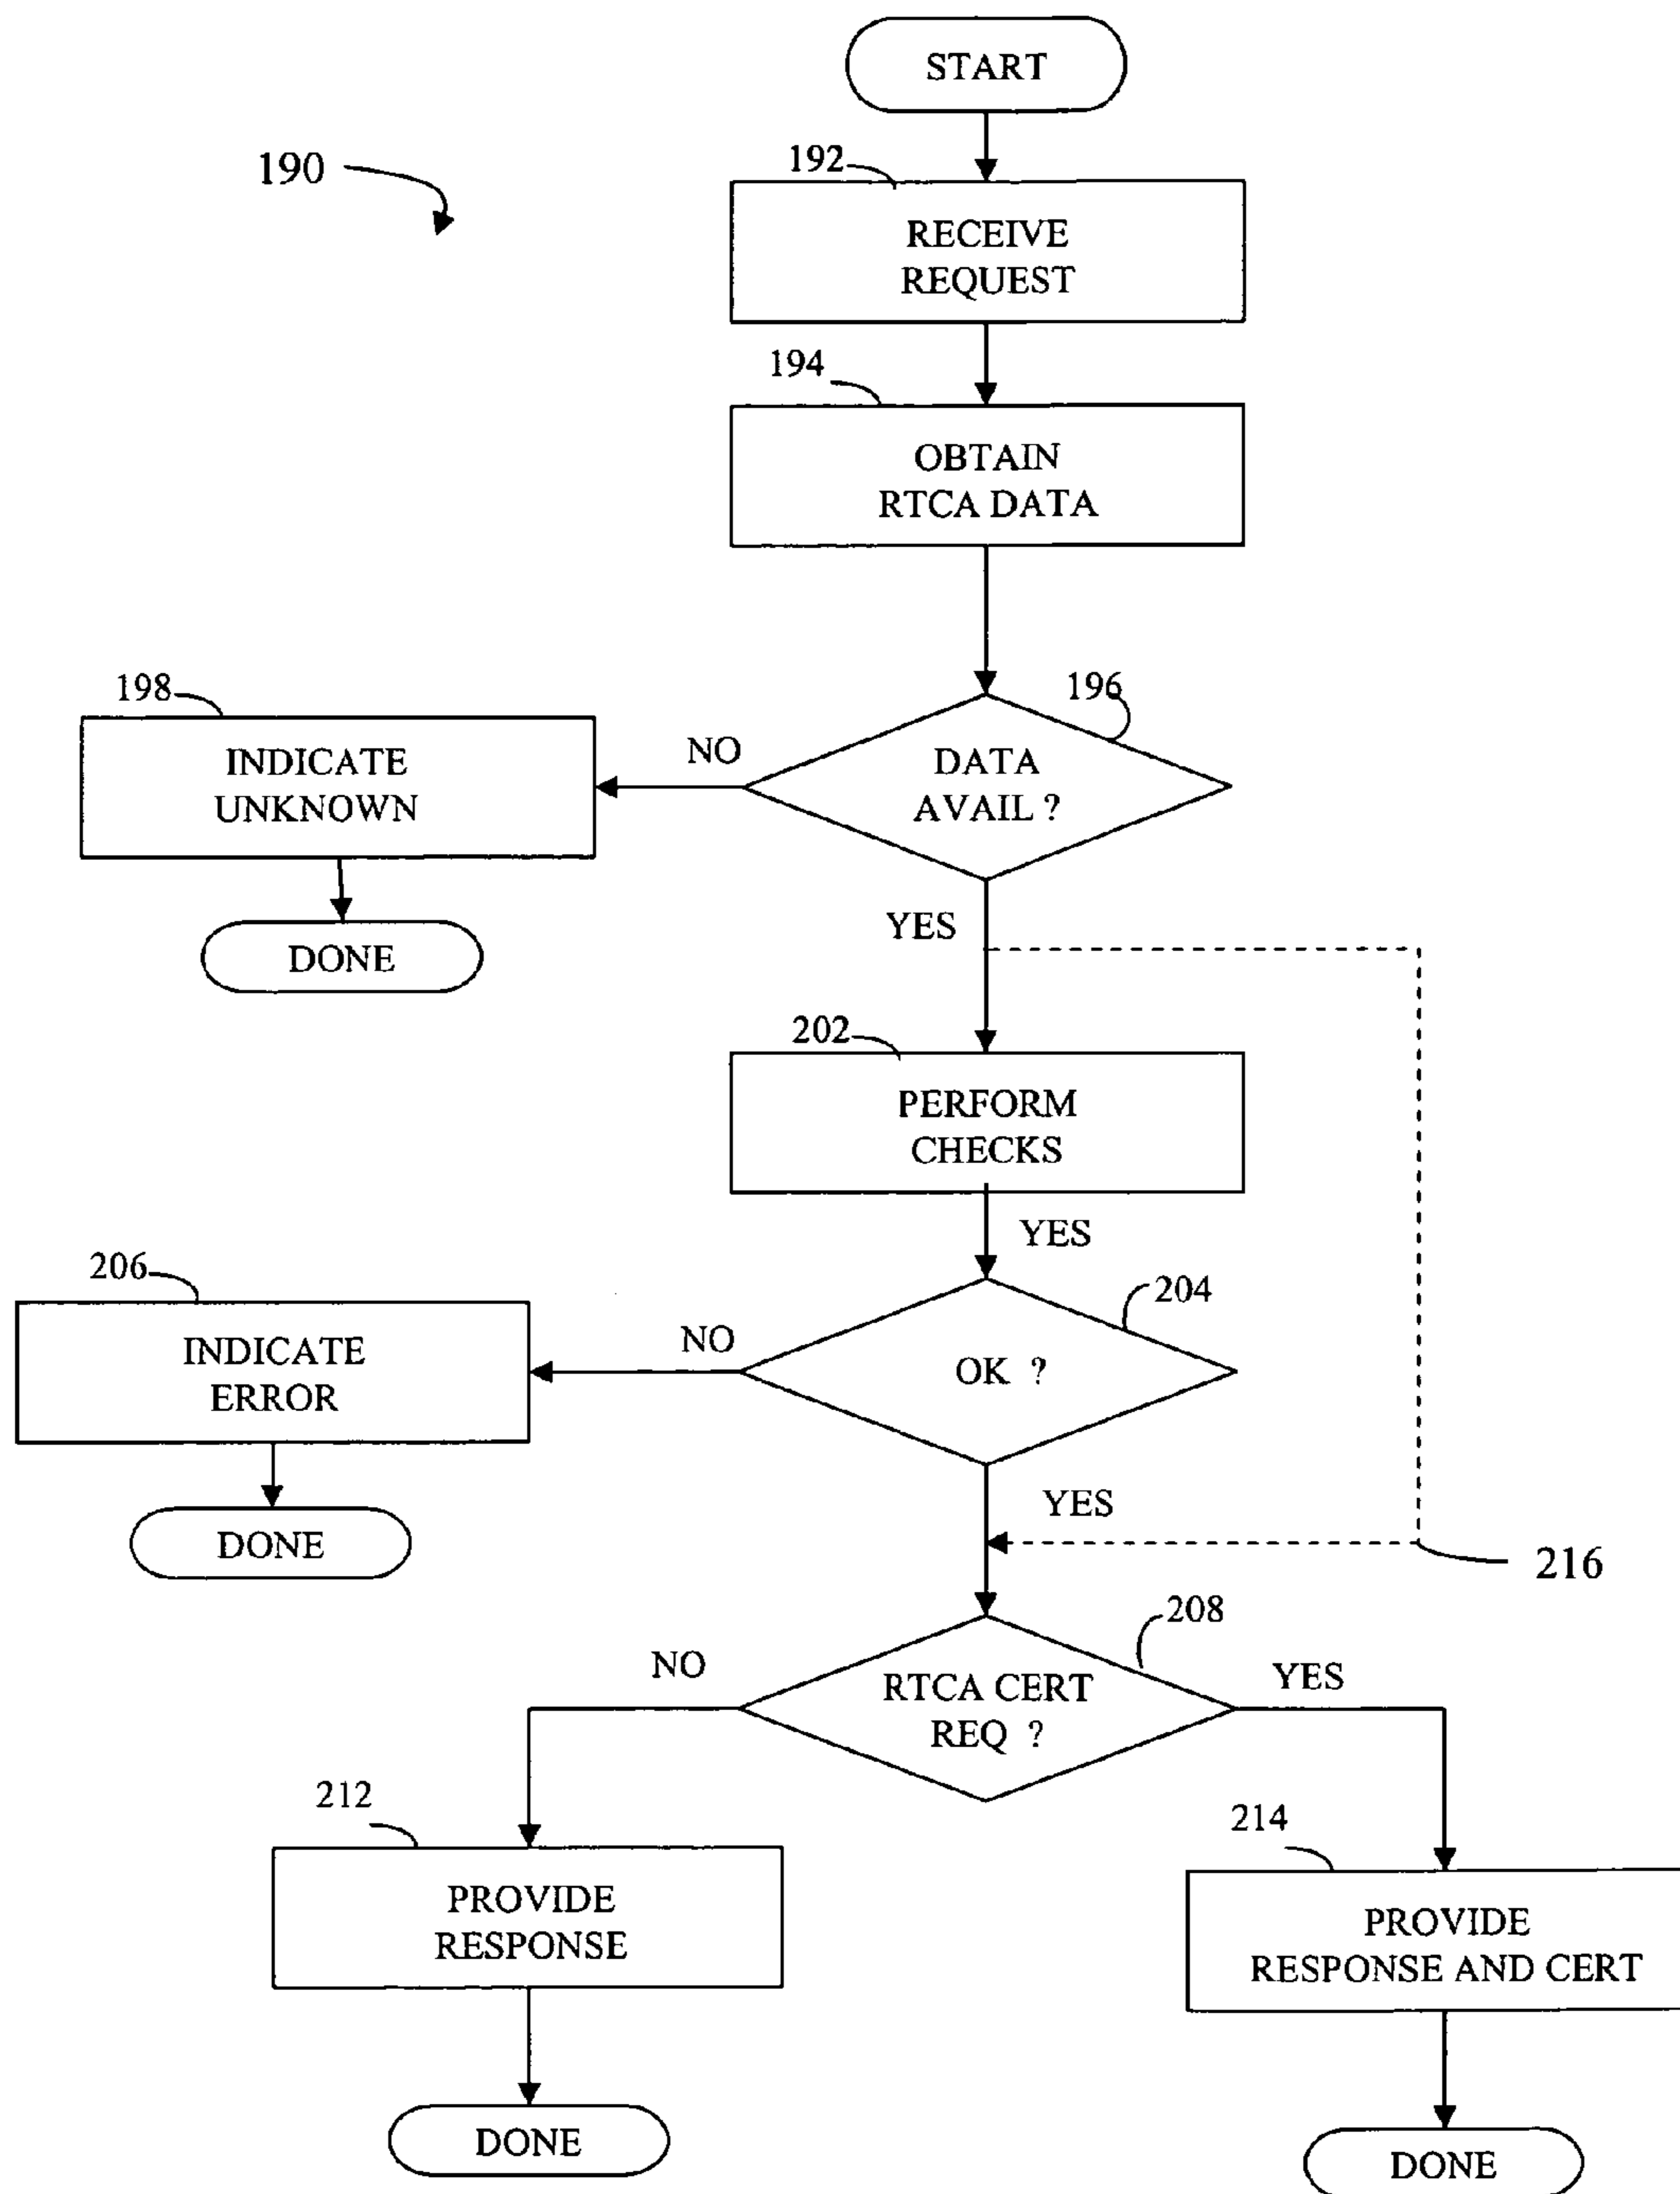 START
190
192
RECEIVE
REQUEST
194
OBTAIN
RTCA DATA
198
196
INDICATE
UNKNOWN
NO
DATA
AVAIL ?
DONE
YES
202
PERFORM
CHECKS
YES
206
204
INDICATE
ERROR
NO
OK ?
YES
DONE
216
208
NO
RTCA CERT
REQ ?
YES
212
214
PROVIDE
RESPONSE
PROVIDE
RESPONSE AND CERT
DONE
DONE